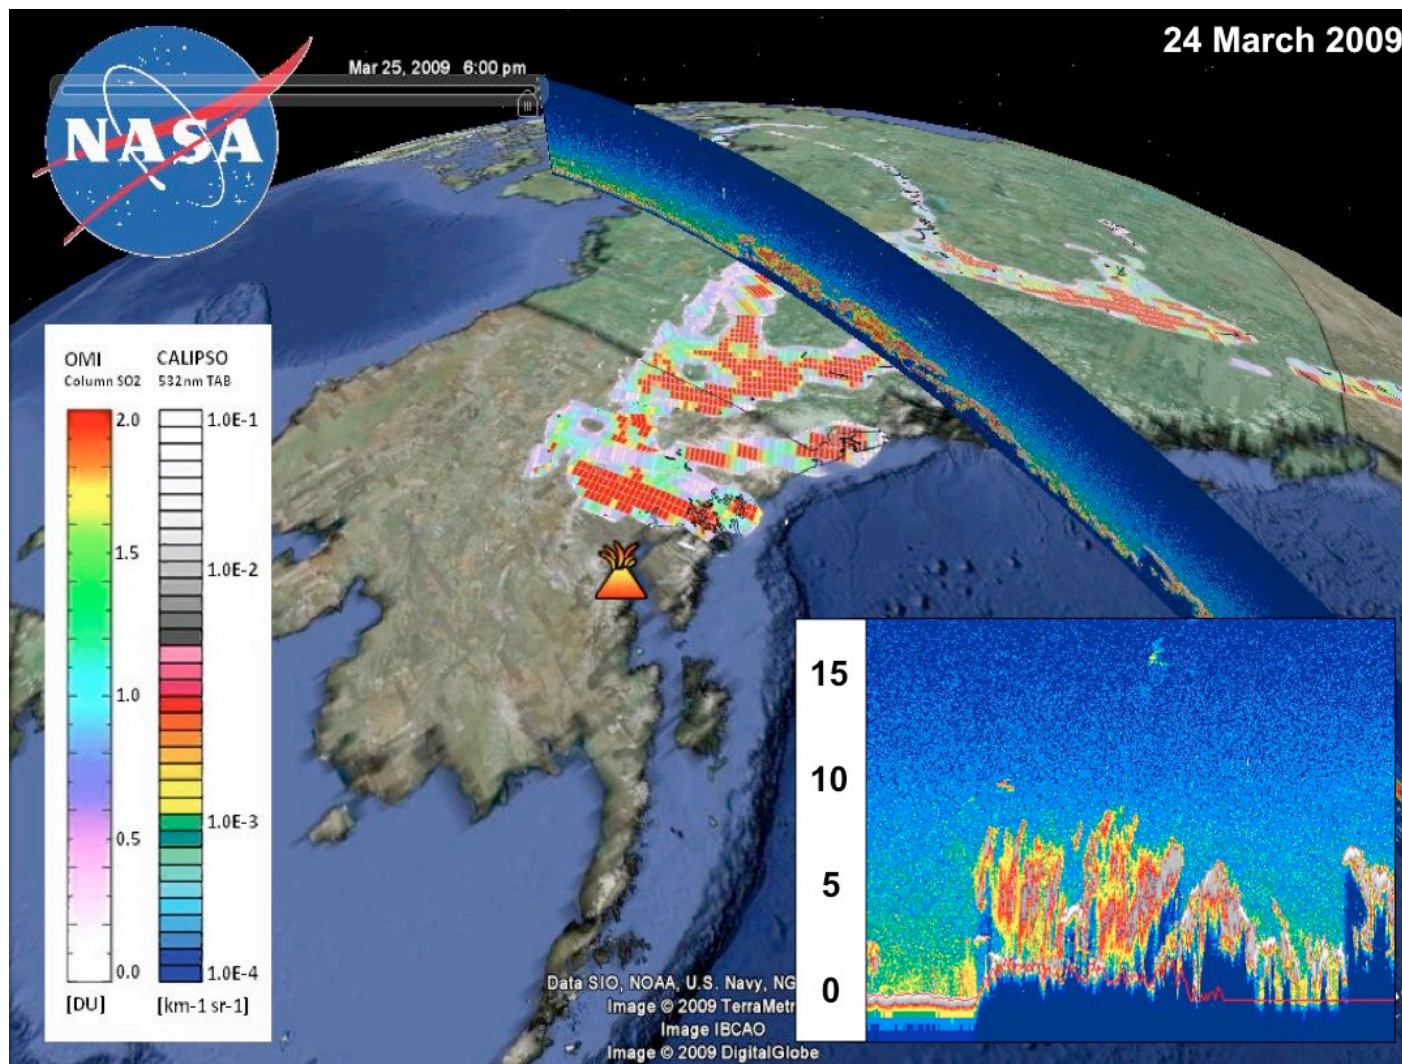 24 March 2009
Mar 25, 2009 6:00 pm
NASA
OMI
Column SO2
CALIPSO
532nm TAB
2.0
1.5
1.0
0.5
0.0
[DU]
1.0E-1
1.0E-2
1.0E-3
1.0E-4
[km-1 sr-1]
15
10
5
0
Data SIO, NOAA, U.S. Navy, NG
Image © 2009 TerraMetr
Image IBCAO
Image © 2009 DigitalGlobe